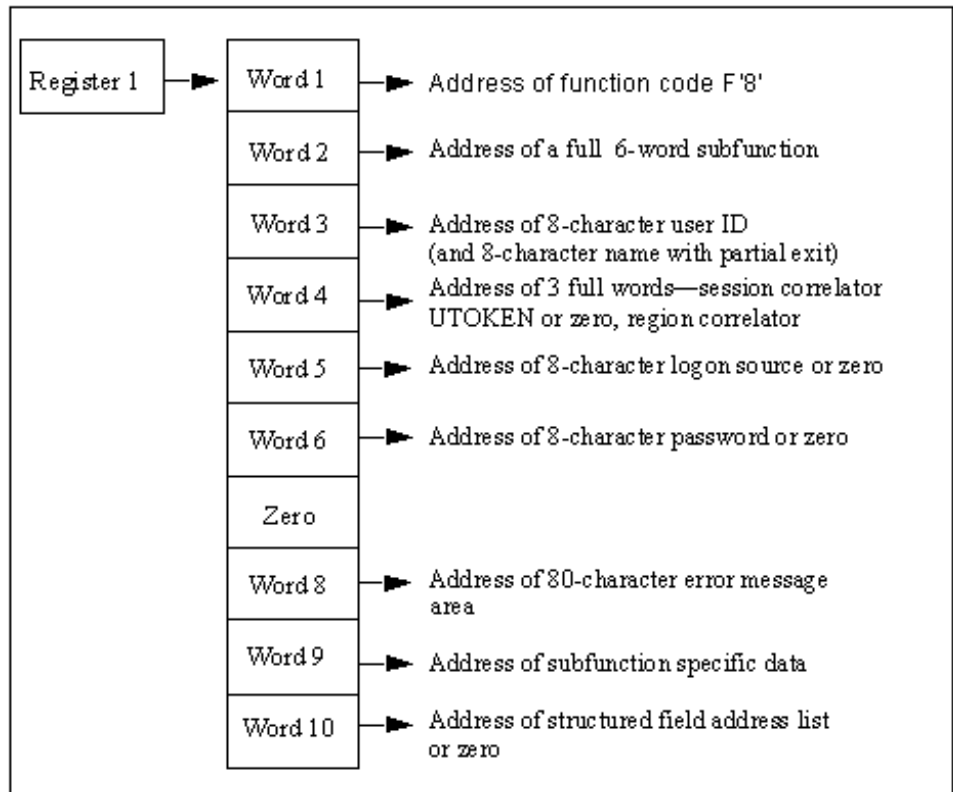 Register 1
Word 1
Address of function code F'8'
Word 2
Address of a full 6-word subfunction
Word 3
Address of 8-character user ID
(and 8-character name with partial exit)
Word 4
Address of 3 full words—session correlator
UTOKEN or zero, region correlator
Word 5
Address of 8-character logon source or zero
Word 6
Address of 8-character password or zero
Zero
Word 8
Address of 80-character error message
area
Word 9
Address of subfunction specific data
Word 10
Address of structured field address list
or zero